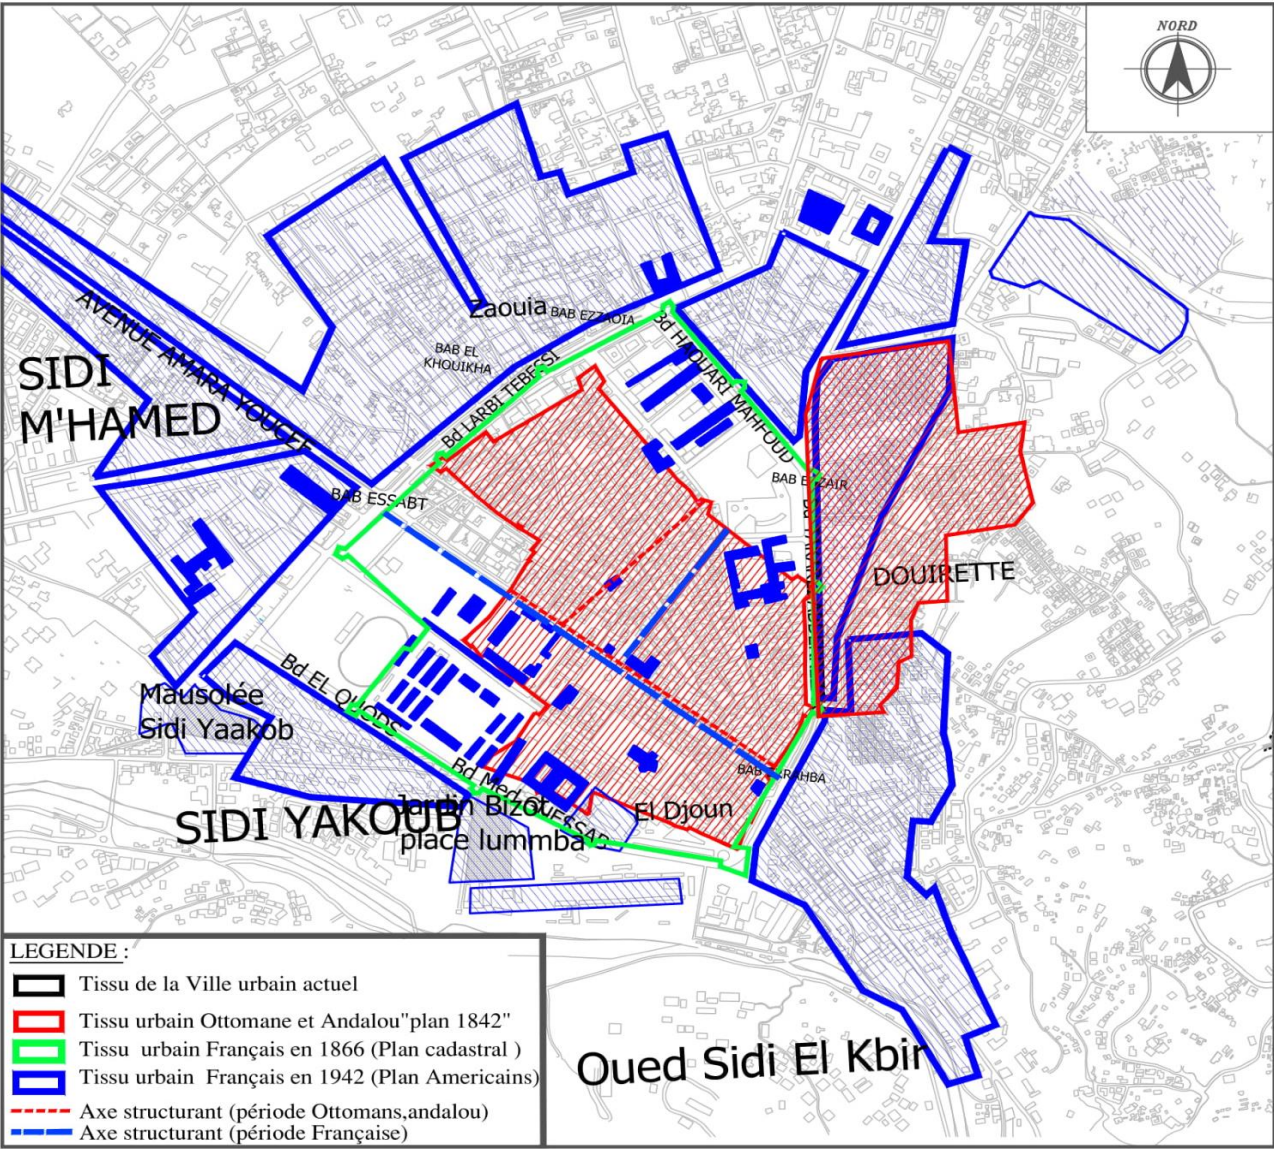 NORD
Zaouia
BAB EZZAOIA
BAB EL
KHOUIKHA
Bd HAOUARI MAHFOUD
Bd LARBI TEBESSI
AVENUE AMARA YOUCEF
SIDI
M'HAMED
BAB ESSABT
BAB E ZAIR
DOUIRETTE
Bd EL QUODS
Mausolée
Sidi Yaakob
Bd Med
BAB RAHBA
SIDI YAKOUB
Jardin Bizot
place lummba
El Djoun
Oued Sidi El Kbir
LEGENDE :
Tissu de la Ville urbain actuel
Tissu urbain Ottomane et Andalou"plan 1842"
Tissu urbain Français en 1866 (Plan cadastral )
Tissu urbain Français en 1942 (Plan Americains)
Axe structurant (période Ottomans,andalou)
Axe structurant (période Française)